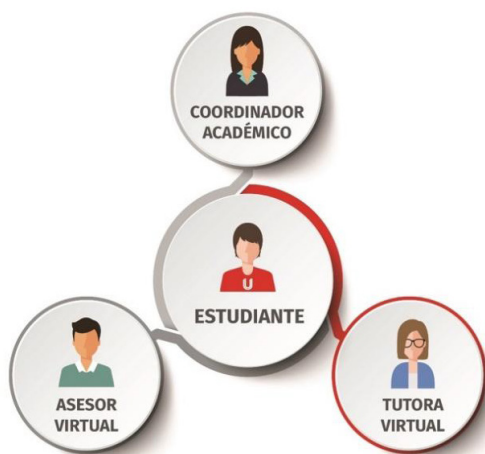 COORDINADOR
ACADÉMICO
U
ESTUDIANTE
ASESOR
VIRTUAL
TUTORA
VIRTUAL